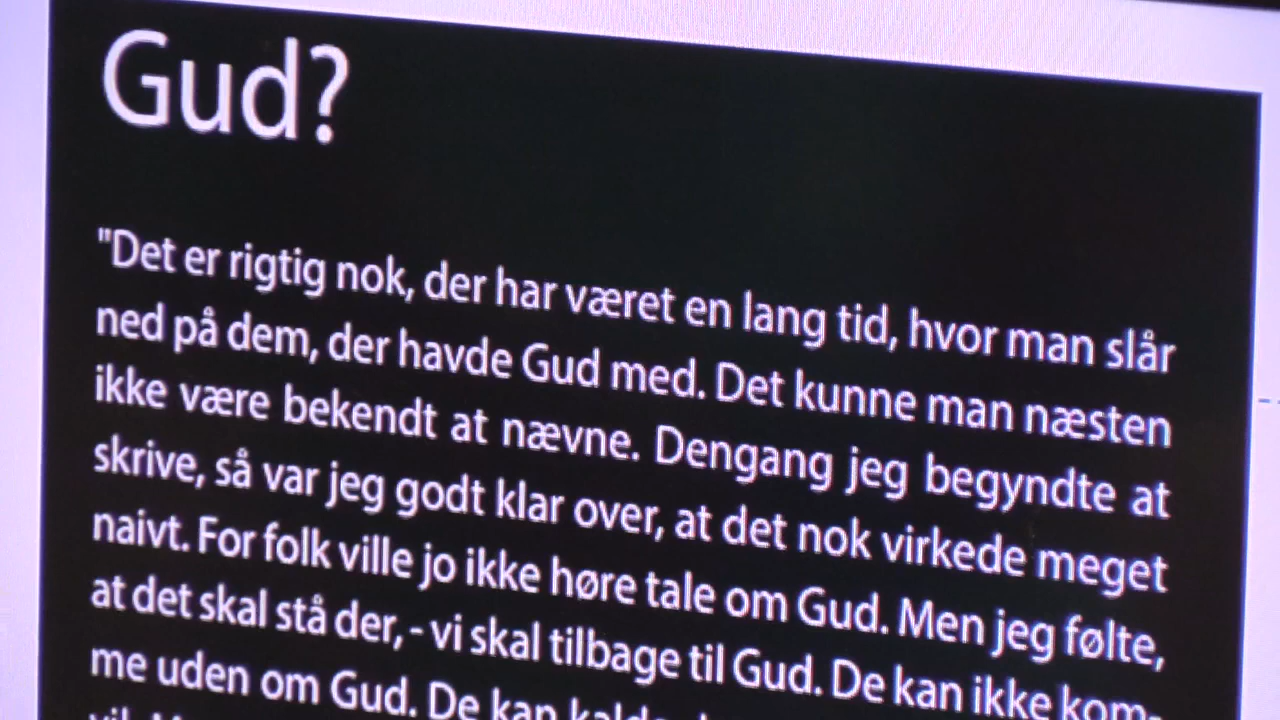 Gud?
"Det er rigtig nok, der har været en lang tid, hvor man slår
ned på dem, der havde Gud med. Det kunne man næsten
ikke være bekendt at nævne. Dengang jeg begyndte at
skrive, så var jeg godt klar over, at det nok virkede meget
naivt. For folk ville jo ikke høre tale om Gud. Men jeg følte,
at det skal stå der, - vi skal tilbage til Gud. De kan ikke kom-
me uden om Gud. De kan